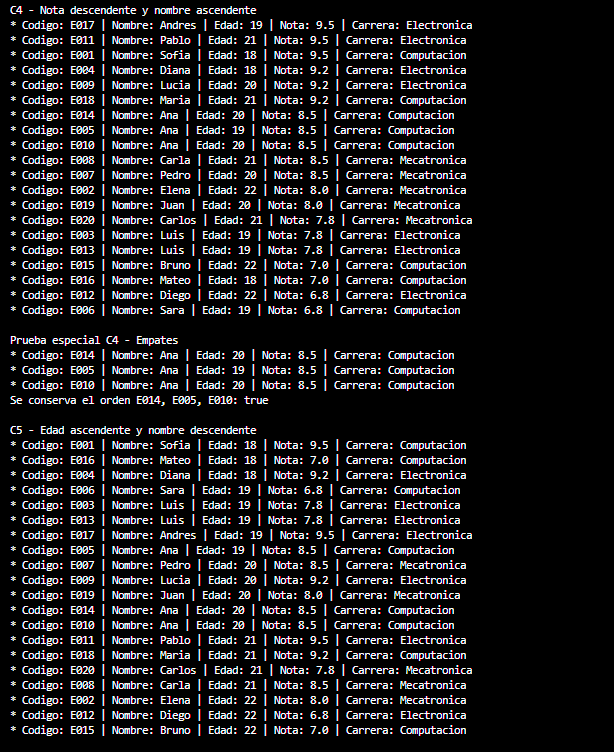 C4 - Nota descendente y nombre ascendente
* Codigo: E017 | Nombre: Andres | Edad: 19 | Nota: 9.5 | Carrera: Electronica
* Codigo: E011 | Nombre: Pablo | Edad: 21 | Nota: 9.5 | Carrera: Electronica
* Codigo: E001 | Nombre: Sofia | Edad: 18 | Nota: 9.5 | Carrera: Computacion
* Codigo: E004 | Nombre: Diana | Edad: 18 | Nota: 9.2 | Carrera: Electronica
* Codigo: E009 | Nombre: Lucia | Edad: 20 | Nota: 9.2 | Carrera: Electronica
* Codigo: E018 | Nombre: Maria | Edad: 21 | Nota: 9.2 | Carrera: Computacion
* Codigo: E014 | Nombre: Ana | Edad: 20 | Nota: 8.5 | Carrera: Computacion
* Codigo: E005 | Nombre: Ana | Edad: 19 | Nota: 8.5 | Carrera: Computacion
* Codigo: E010 | Nombre: Ana | Edad: 20 | Nota: 8.5 | Carrera: Computacion
* Codigo: E008 | Nombre: Carla | Edad: 21 | Nota: 8.5 | Carrera: Mecatronica
* Codigo: E007 | Nombre: Pedro | Edad: 20 | Nota: 8.5 | Carrera: Mecatronica
* Codigo: E002 | Nombre: Elena | Edad: 22 | Nota: 8.0 | Carrera: Mecatronica
* Codigo: E019 | Nombre: Juan | Edad: 20 | Nota: 8.0 | Carrera: Mecatronica
* Codigo: E020 | Nombre: Carlos | Edad: 21 | Nota: 7.8 | Carrera: Mecatronica
* Codigo: E003 | Nombre: Luis | Edad: 19 | Nota: 7.8 | Carrera: Electronica
* Codigo: E013 | Nombre: Luis | Edad: 19 | Nota: 7.8 | Carrera: Electronica
* Codigo: E015 | Nombre: Bruno | Edad: 22 | Nota: 7.0 | Carrera: Computacion
* Codigo: E016 | Nombre: Mateo | Edad: 18 | Nota: 7.0 | Carrera: Computacion
* Codigo: E012 | Nombre: Diego | Edad: 22 | Nota: 6.8 | Carrera: Electronica
* Codigo: E006 | Nombre: Sara | Edad: 19 | Nota: 6.8 | Carrera: Computacion
Prueba especial C4 - Empates
* Codigo: E014 | Nombre: Ana | Edad: 20 | Nota: 8.5 | Carrera: Computacion
* Codigo: E005 | Nombre: Ana | Edad: 19 | Nota: 8.5 | Carrera: Computacion
* Codigo: E010 | Nombre: Ana | Edad: 20 | Nota: 8.5 | Carrera: Computacion
Se conserva el orden E014, E005, E010: true
C5 - Edad ascendente y nombre descendente
* Codigo: E001 | Nombre: Sofia | Edad: 18 | Nota: 9.5 | Carrera: Computacion
* Codigo: E016 | Nombre: Mateo | Edad: 18 | Nota: 7.0 | Carrera: Computacion
* Codigo: E004 | Nombre: Diana | Edad: 18 | Nota: 9.2 | Carrera: Electronica
* Codigo: E006 | Nombre: Sara | Edad: 19 | Nota: 6.8 | Carrera: Computacion
* Codigo: E003 | Nombre: Luis | Edad: 19 | Nota: 7.8 | Carrera: Electronica
* Codigo: E013 | Nombre: Luis | Edad: 19 | Nota: 7.8 | Carrera: Electronica
* Codigo: E017 | Nombre: Andres | Edad: 19 | Nota: 9.5 | Carrera: Electronica
* Codigo: E005 | Nombre: Ana | Edad: 19 | Nota: 8.5 | Carrera: Computacion
* Codigo: E007 | Nombre: Pedro | Edad: 20 | Nota: 8.5 | Carrera: Mecatronica
* Codigo: E009 | Nombre: Lucia | Edad: 20 | Nota: 9.2 | Carrera: Electronica
* Codigo: E019 | Nombre: Juan | Edad: 20 | Nota: 8.0 | Carrera: Mecatronica
* Codigo: E014 | Nombre: Ana | Edad: 20 | Nota: 8.5 | Carrera: Computacion
* Codigo: E010 | Nombre: Ana | Edad: 20 | Nota: 8.5 | Carrera: Computacion
* Codigo: E011 | Nombre: Pablo | Edad: 21 | Nota: 9.5 | Carrera: Electronica
* Codigo: E018 | Nombre: Maria | Edad: 21 | Nota: 9.2 | Carrera: Computacion
* Codigo: E020 | Nombre: Carlos | Edad: 21 | Nota: 7.8 | Carrera: Mecatronica
* Codigo: E008 | Nombre: Carla | Edad: 21 | Nota: 8.5 | Carrera: Mecatronica
* Codigo: E002 | Nombre: Elena | Edad: 22 | Nota: 8.0 | Carrera: Mecatronica
* Codigo: E012 | Nombre: Diego | Edad: 22 | Nota: 6.8 | Carrera: Electronica
* Codigo: E015 | Nombre: Bruno | Edad: 22 | Nota: 7.0 | Carrera: Computacion